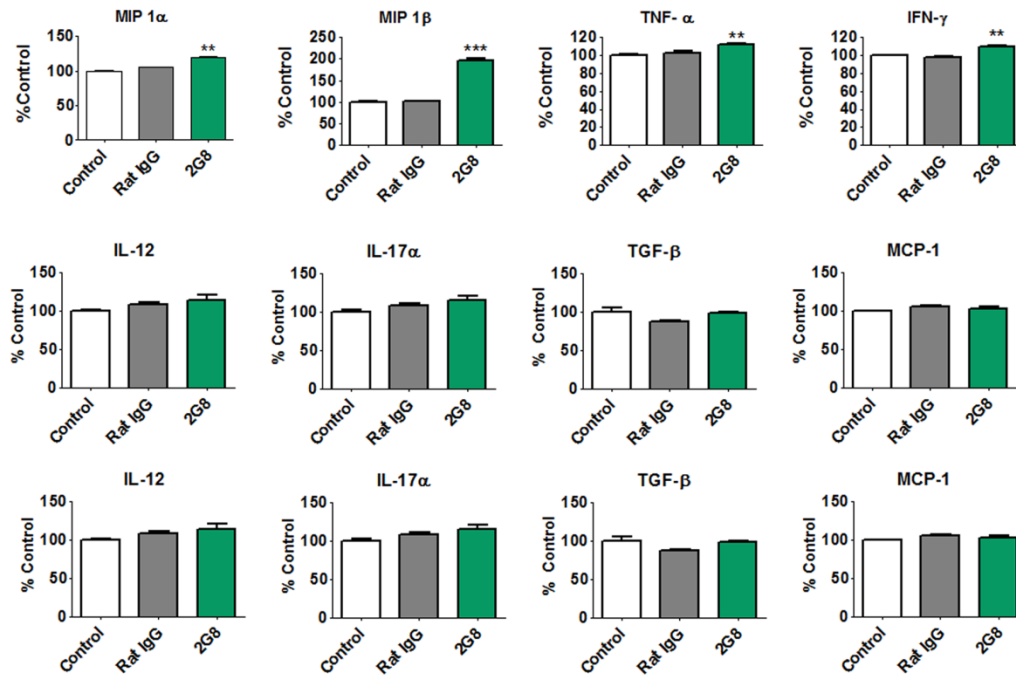 MIP 1α
%Control
150
100
50
0
Control
Rat IgG
2G8
**
MIP 1β
% Control
250
200
150
100
50
0
Control
Rat IgG
2G8
***
TNF- α
% Control
120
100
80
60
40
20
0
Control
Rat IgG
2G8
**
IFN-γ
% Control
120
100
80
60
40
20
0
Control
Rat IgG
2G8
**
IL-12
% Control
150
100
50
0
Control
Rat IgG
2G8
IL-17α
% Control
150
100
50
0
Control
Rat IgG
2G8
TGF-β
% Control
150
100
50
0
Control
Rat IgG
2G8
MCP-1
% Control
150
100
50
0
Control
Rat IgG
2G8
IL-12
% Control
150
100
50
0
Control
Rat IgG
2G8
IL-17α
% Control
150
100
50
0
Control
Rat IgG
2G8
TGF-β
% Control
150
100
50
0
Control
Rat IgG
2G8
MCP-1
% Control
150
100
50
0
Control
Rat IgG
2G8